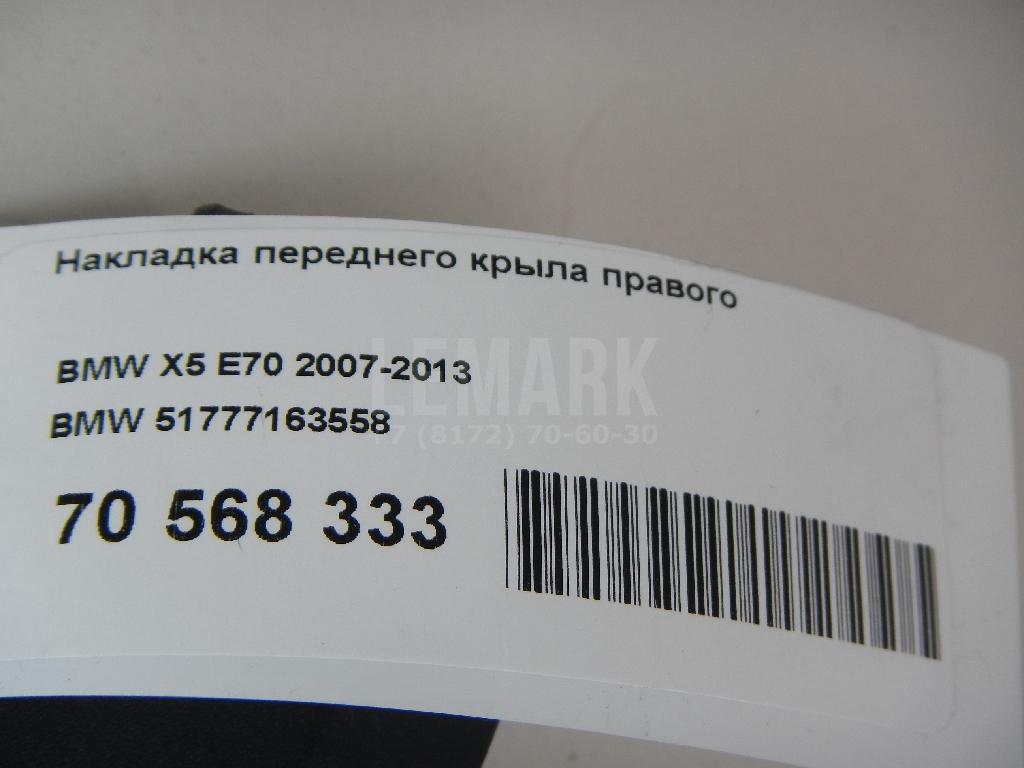 Накладка переднего крыла правого
BMW X5 E70 2007-2013
LEMARK
BMW 51777163558
+7 (8172) 70-60-30
70 568 333